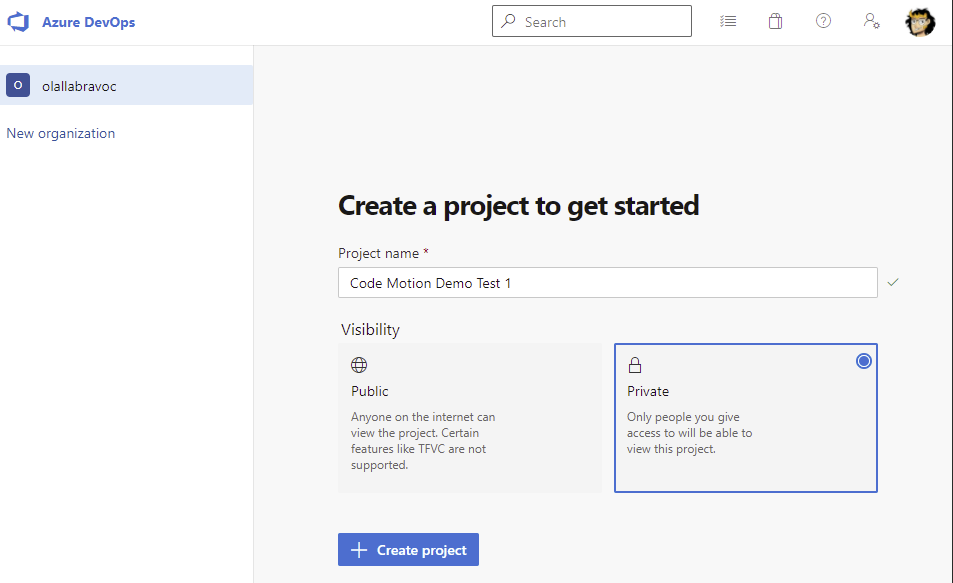 Azure DevOps
Search
O
olallabravoc
New organization
Create a project to get started
Project name *
Code Motion Demo Test 1
Visibility
Public
Anyone on the internet can
view the project. Certain
features like TFVC are not
supported.
Private
Only people you give
access to will be able to
view this project.
Create project